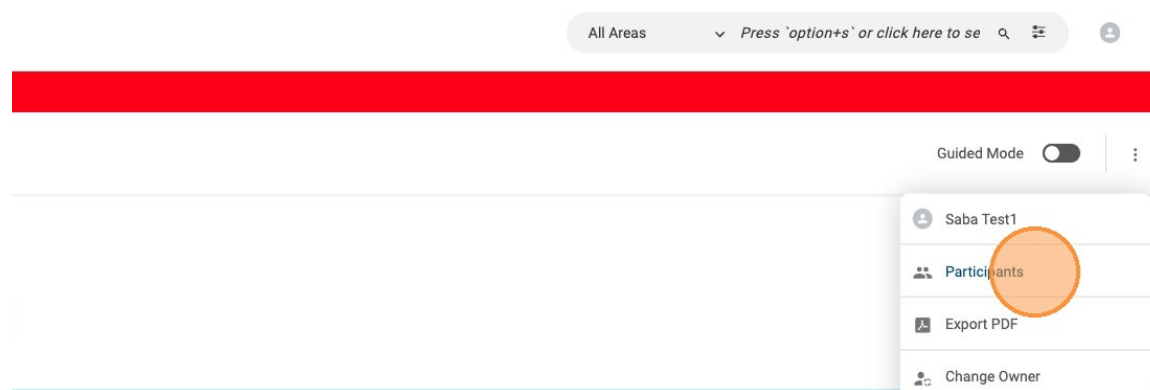 All Areas Press `option+s` or click here to se
Guided Mode
Saba Test1
Participants
Export PDF
Change Owner